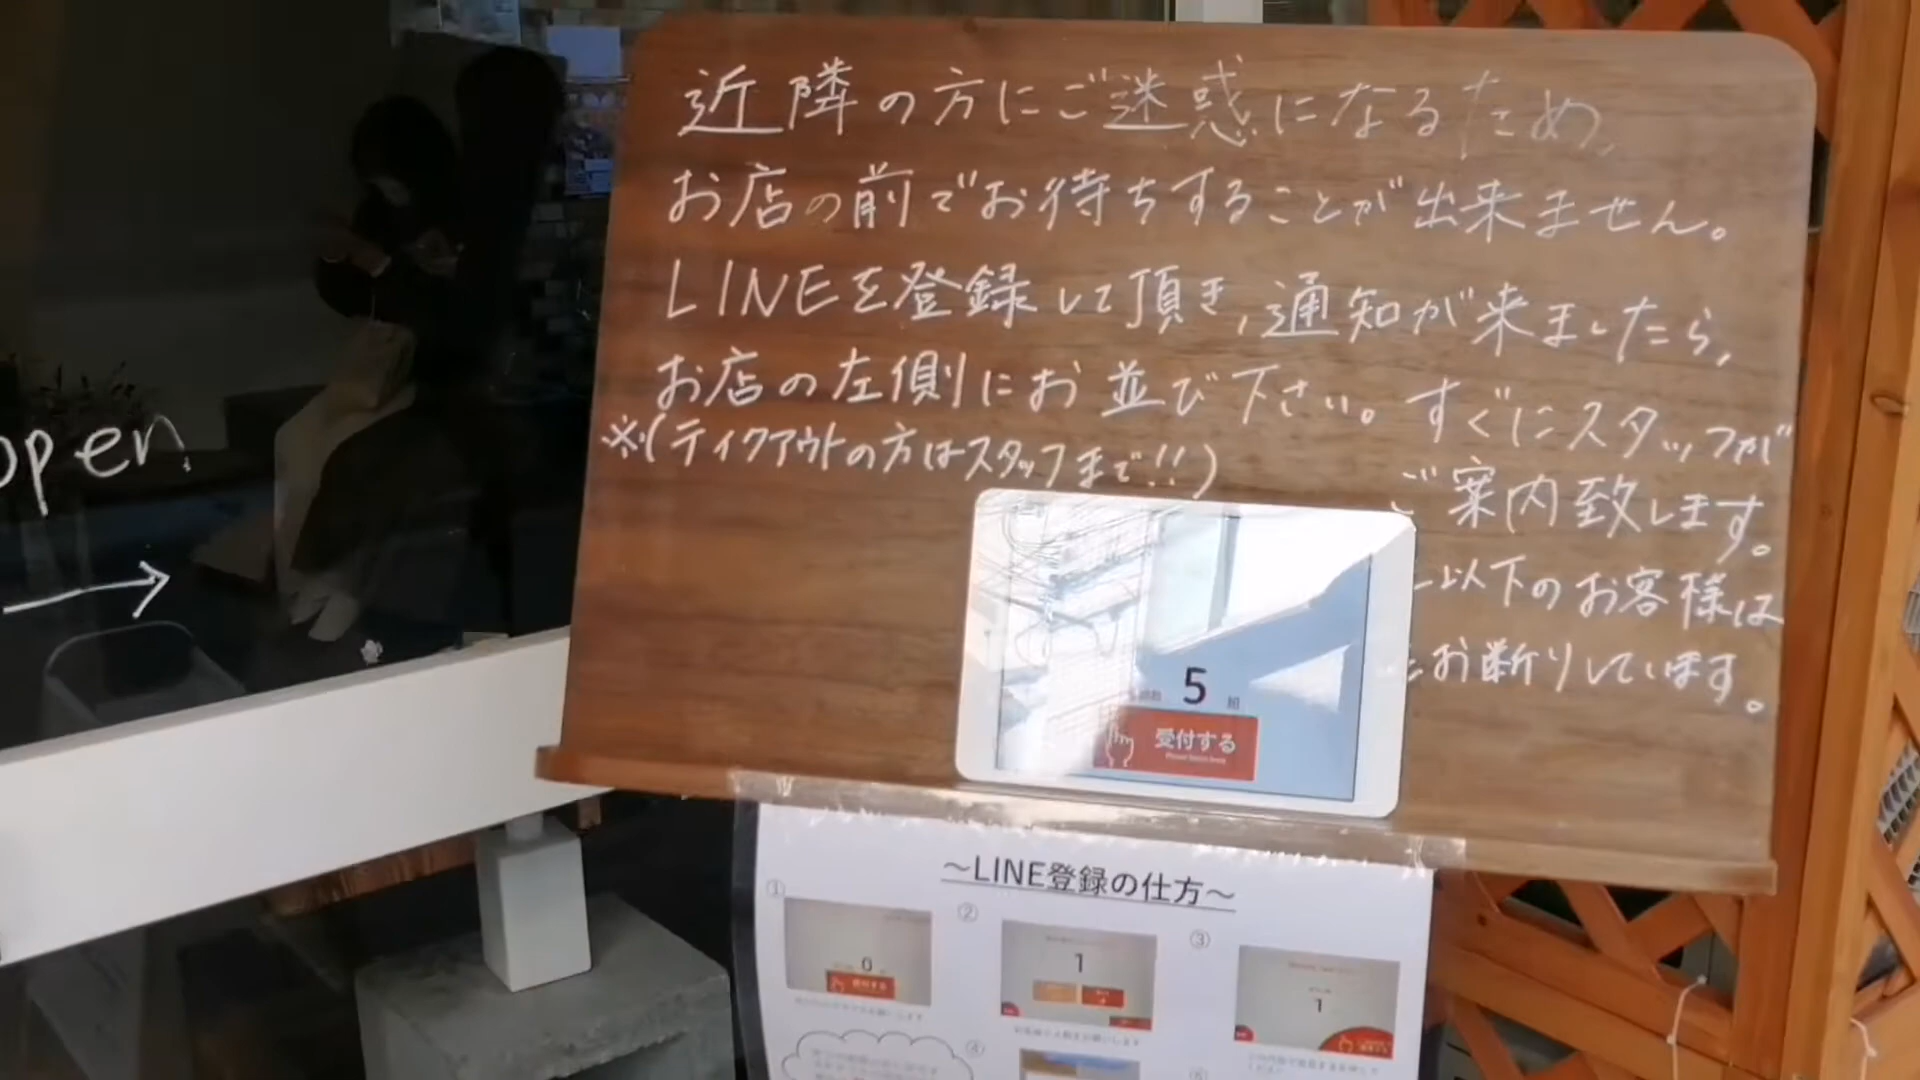 近隣の方にご迷惑になるため、
お店の前でお待ちすることが出来ません。
LINEを登録して頂き、通知が来ましたら、
お店の左側にお並び下さい。すぐにスタッフが
ご案内致します。
※(テイクアウトの方はスタッフまで!!)
以下のお客様は
お断りしています。
open
→
5 組
受付する
～LINE登録の仕方～
①
0
②
1
③
1
④